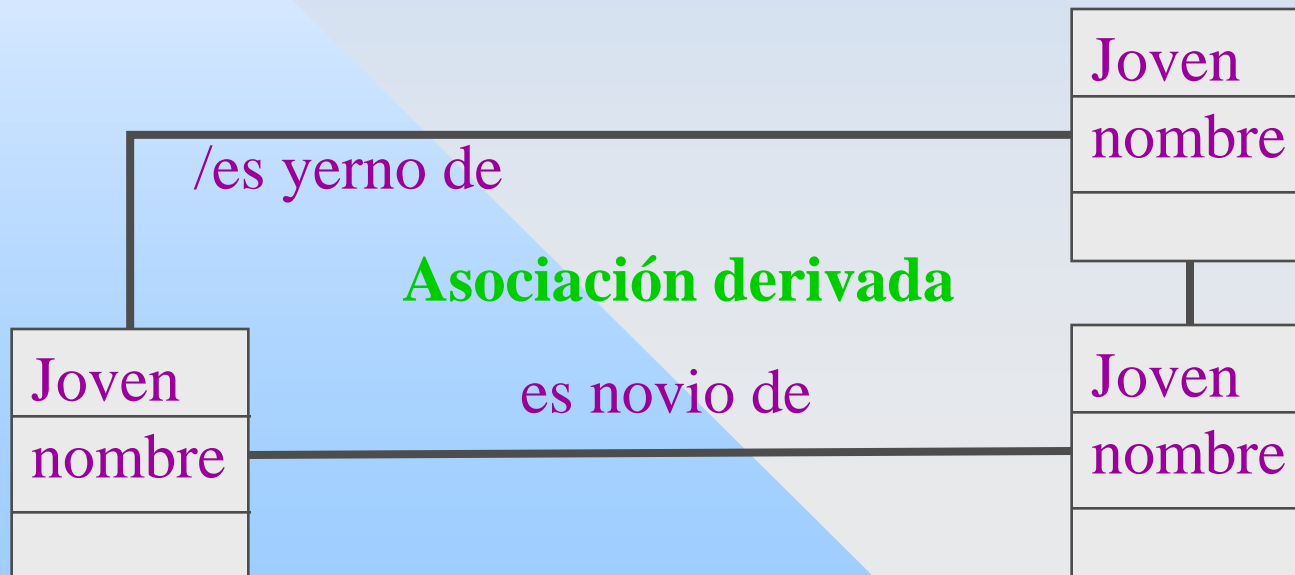 Joven
nombre
/es yerno de
Asociación derivada
Joven
nombre
es novio de
Joven
nombre